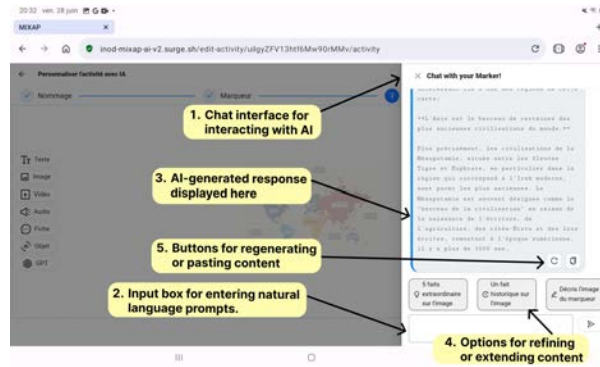 20:32 ven. 28 juin
MIXAP
inod-mixap-ai-v2.surge.sh/edit-activity/uilgyZFV13htf6Mw90rMMv/activity
Personnaliser l'activité avec IA
Nommage
Marqueur
Texte
Image
Vidéo
Audio
Fiche
Objet
GPT
1. Chat interface for
interacting with AI
3. AI-generated response
displayed here
5. Buttons for regenerating
or pasting content
2. Input box for entering natural
language prompts.
Chat with your Marker!
carte:
**L'Asie est le berceau de certaines des
plus anciennes civilisations du monde.**
Plus précisément, les civilisations de la
Mésopotamie, située entre les fleuves
Tigre et Euphrate, en particulier dans la
région qui correspond à l'Irak moderne,
sont parmi les plus anciennes. La
Mésopotamie est souvent désignée comme le
"berceau de la civilisation" en raison de
la naissance de l'écriture, de
l'agriculture, des cités-États et des lois
écrites, remontant à l'époque sumérienne,
il y a plus de 5000 ans.
5 faits
extraordinaire
sur l'image
Un fait
historique sur
l'image
Décris l'image
du marqueur
4. Options for refining
or extending content